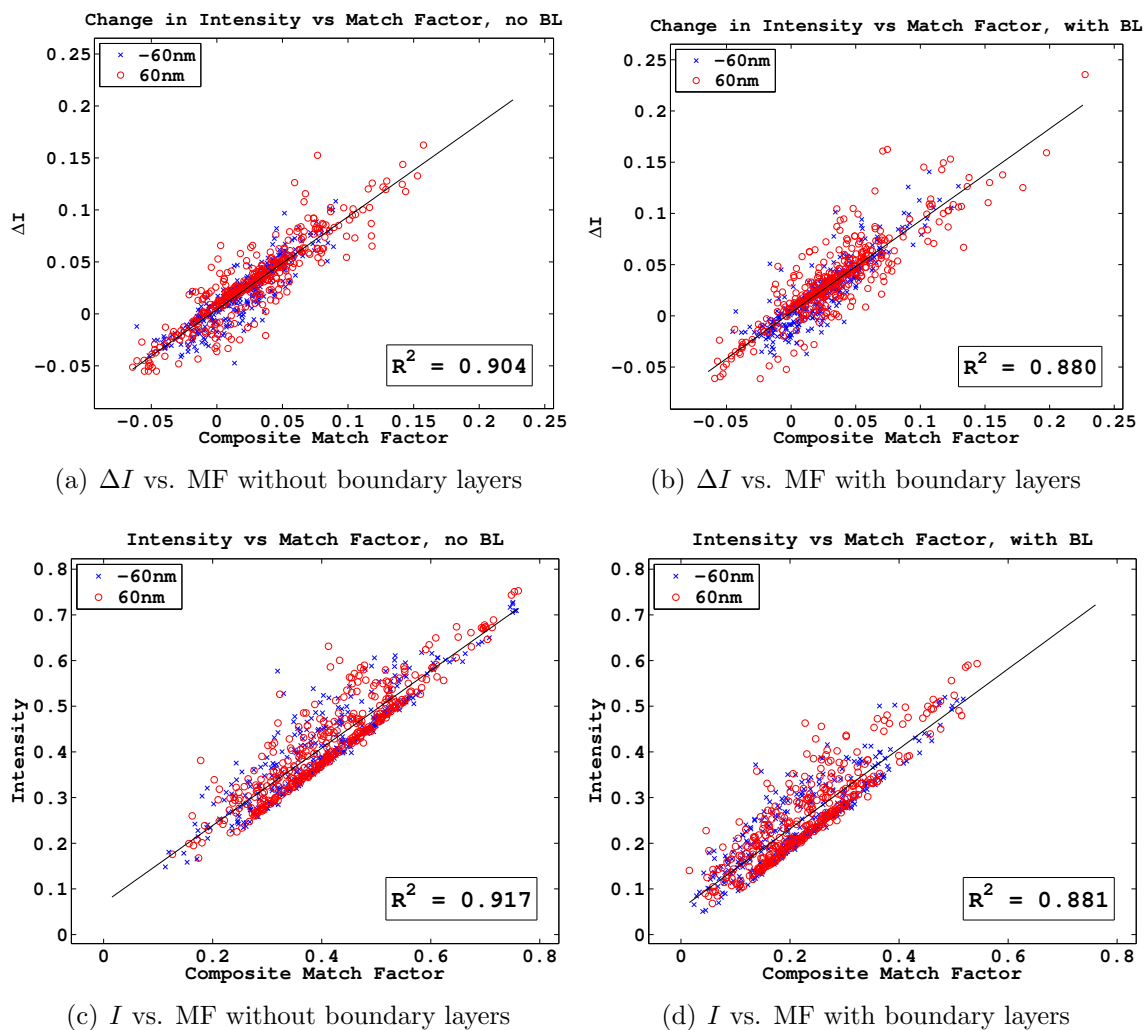 Change in Intensity vs Match Factor, no BL
0.25
0.2
0.15
0.1
0.05
0
−0.05
ΔI
−60nm
60nm
R² = 0.904
−0.05 0 0.05 0.1 0.15 0.2 0.25
Composite Match Factor
(a) ΔI vs. MF without boundary layers
Change in Intensity vs Match Factor, with BL
0.25
0.2
0.15
0.1
0.05
0
−0.05
ΔI
−60nm
60nm
R² = 0.880
−0.05 0 0.05 0.1 0.15 0.2 0.25
Composite Match Factor
(b) ΔI vs. MF with boundary layers
Intensity vs Match Factor, no BL
0.8
0.7
0.6
0.5
0.4
0.3
0.2
0.1
0
Intensity
−60nm
60nm
R² = 0.917
0 0.2 0.4 0.6 0.8
Composite Match Factor
(c) I vs. MF without boundary layers
Intensity vs Match Factor, with BL
0.8
0.7
0.6
0.5
0.4
0.3
0.2
0.1
0
Intensity
−60nm
60nm
R² = 0.881
0 0.2 0.4 0.6 0.8
Composite Match Factor
(d) I vs. MF with boundary layers